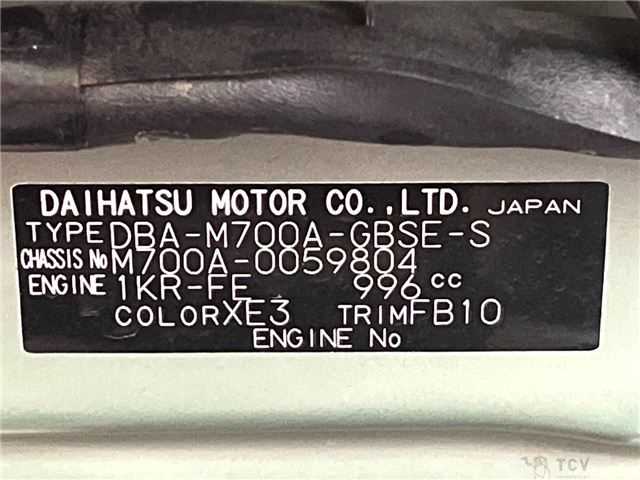 DAIHATSU MOTOR CO.,LTD. JAPAN
TYPE DBA-M700A-GBSE-S
CHASSIS No M700A-0059804
ENGINE 1KR-FE 996 cc
COLOR XE3 TRIM FB10
ENGINE No
TCV